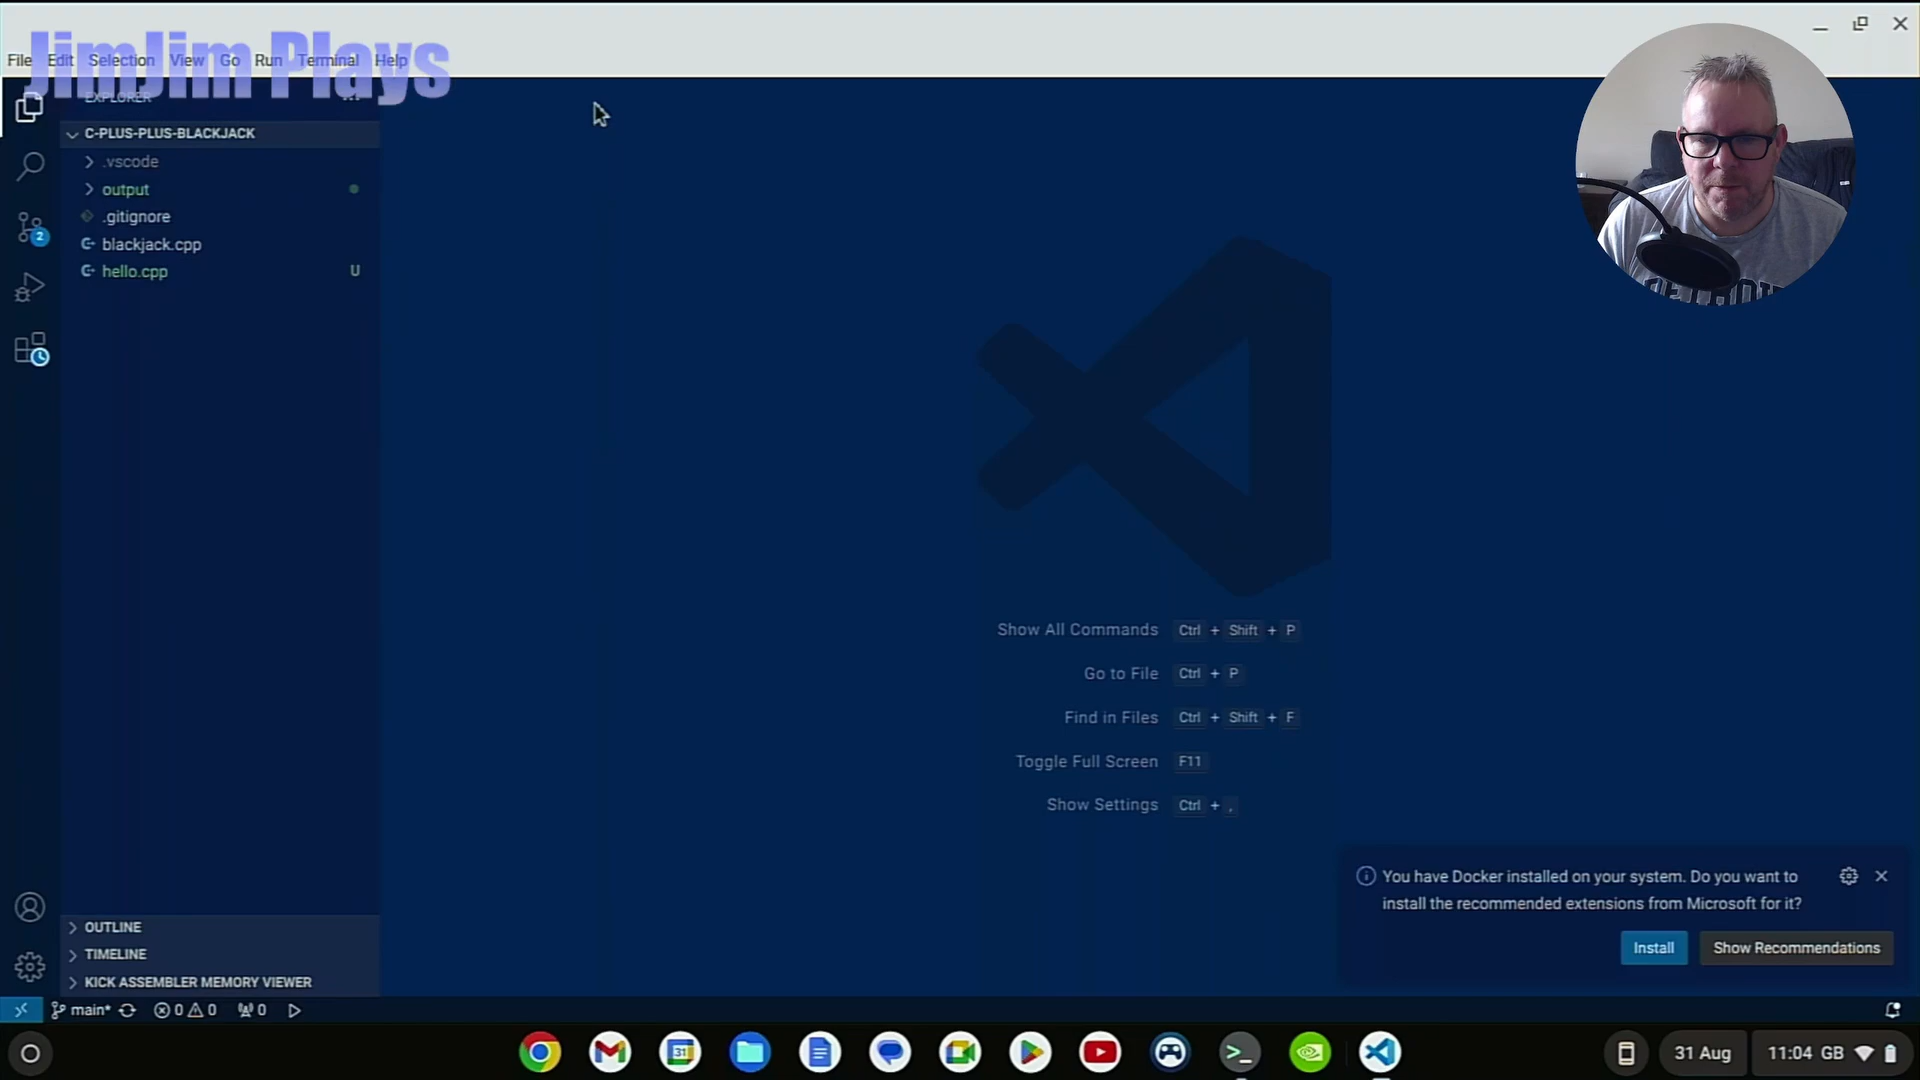 JimJim Plays
File Edit Selection View Go Run Terminal Help
EXPLORER ...
C-PLUS-PLUS-BLACKJACK
.vscode
output
.gitignore
blackjack.cpp
hello.cpp U
2
Show All Commands Ctrl + Shift + P
Go to File Ctrl + P
Find in Files Ctrl + Shift + F
Toggle Full Screen F11
Show Settings Ctrl + ,
You have Docker installed on your system. Do you want to
install the recommended extensions from Microsoft for it?
Install Show Recommendations
OUTLINE
TIMELINE
KICK ASSEMBLER MEMORY VIEWER
main* 0 0 0
31
31 Aug 11:04 GB